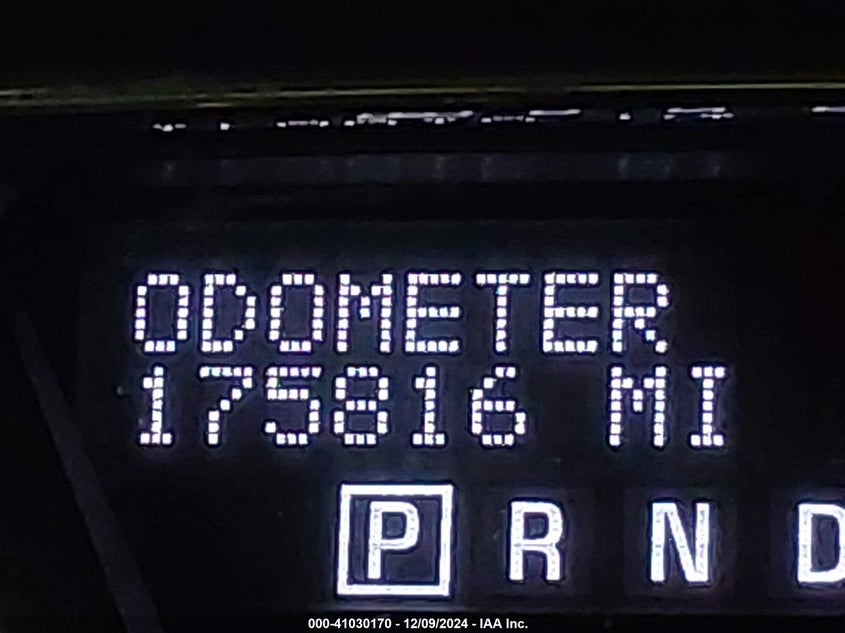 ODOMETER
175816 MI
P R N D
000-41030170 - 12/09/2024 - IAA Inc.